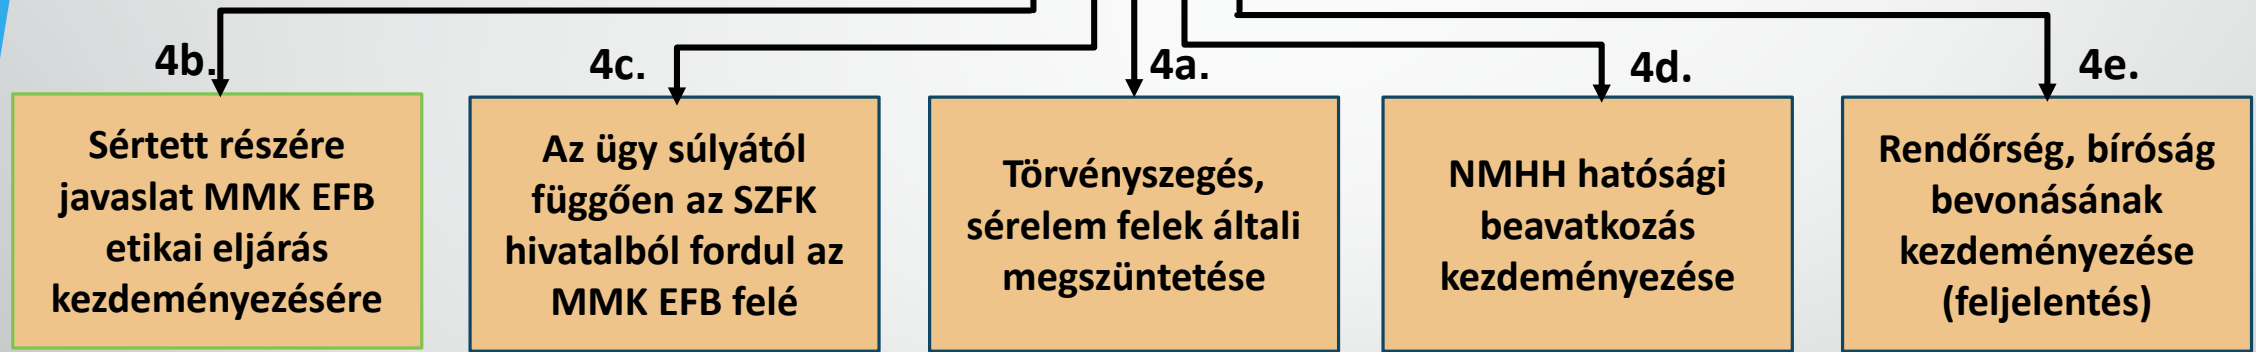 4b.
Sértett részére
javaslat MMK EFB
etikai eljárás
kezdeményezésére
4c.
Az ügy súlyától
függően az SZFK
hivatalból fordul az
MMK EFB felé
4a.
Törvényszegés,
sérelem felek általi
megszüntetése
4d.
NMHH hatósági
beavatkozás
kezdeményezése
4e.
Rendőrség, bíróság
bevonásának
kezdeményezése
(feljelentés)